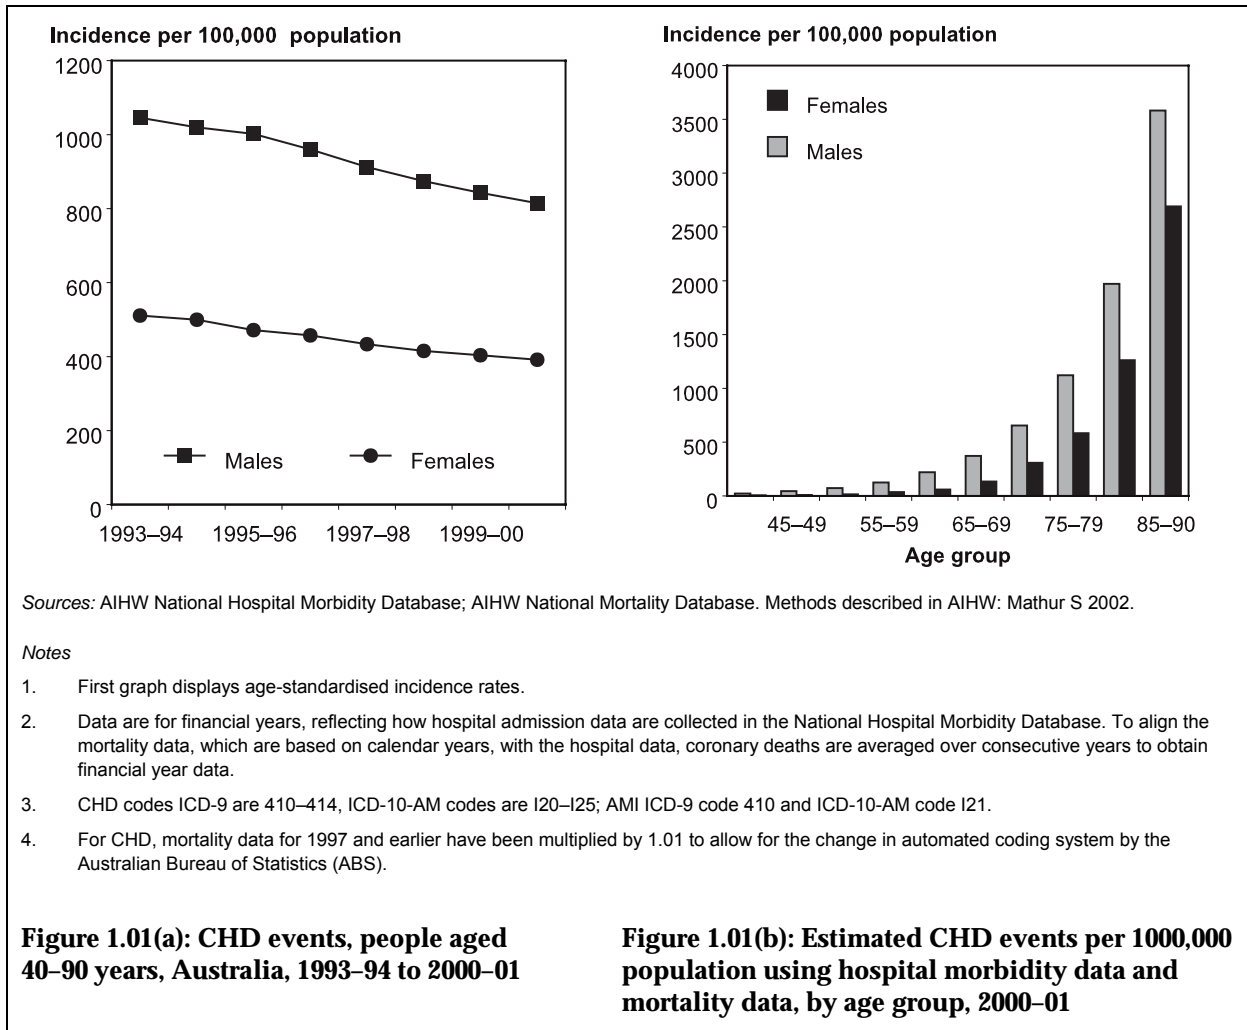 Incidence per 100,000 population
1200
1000
800
600
400
200
0
Males
Females
1993–94
1995–96
1997–98
1999–00
Incidence per 100,000 population
4000
3500
3000
2500
2000
1500
1000
500
0
Females
Males
45–49
55–59
65–69
75–79
85–90
Age group
Sources: AIHW National Hospital Morbidity Database; AIHW National Mortality Database. Methods described in AIHW: Mathur S 2002.
Notes
1. First graph displays age-standardised incidence rates.
2. Data are for financial years, reflecting how hospital admission data are collected in the National Hospital Morbidity Database. To align the
mortality data, which are based on calendar years, with the hospital data, coronary deaths are averaged over consecutive years to obtain
financial year data.
3. CHD codes ICD-9 are 410–414, ICD-10-AM codes are I20–I25; AMI ICD-9 code 410 and ICD-10-AM code I21.
4. For CHD, mortality data for 1997 and earlier have been multiplied by 1.01 to allow for the change in automated coding system by the
Australian Bureau of Statistics (ABS).
Figure 1.01(a): CHD events, people aged
40–90 years, Australia, 1993–94 to 2000–01
Figure 1.01(b): Estimated CHD events per 1000,000
population using hospital morbidity data and
mortality data, by age group, 2000–01